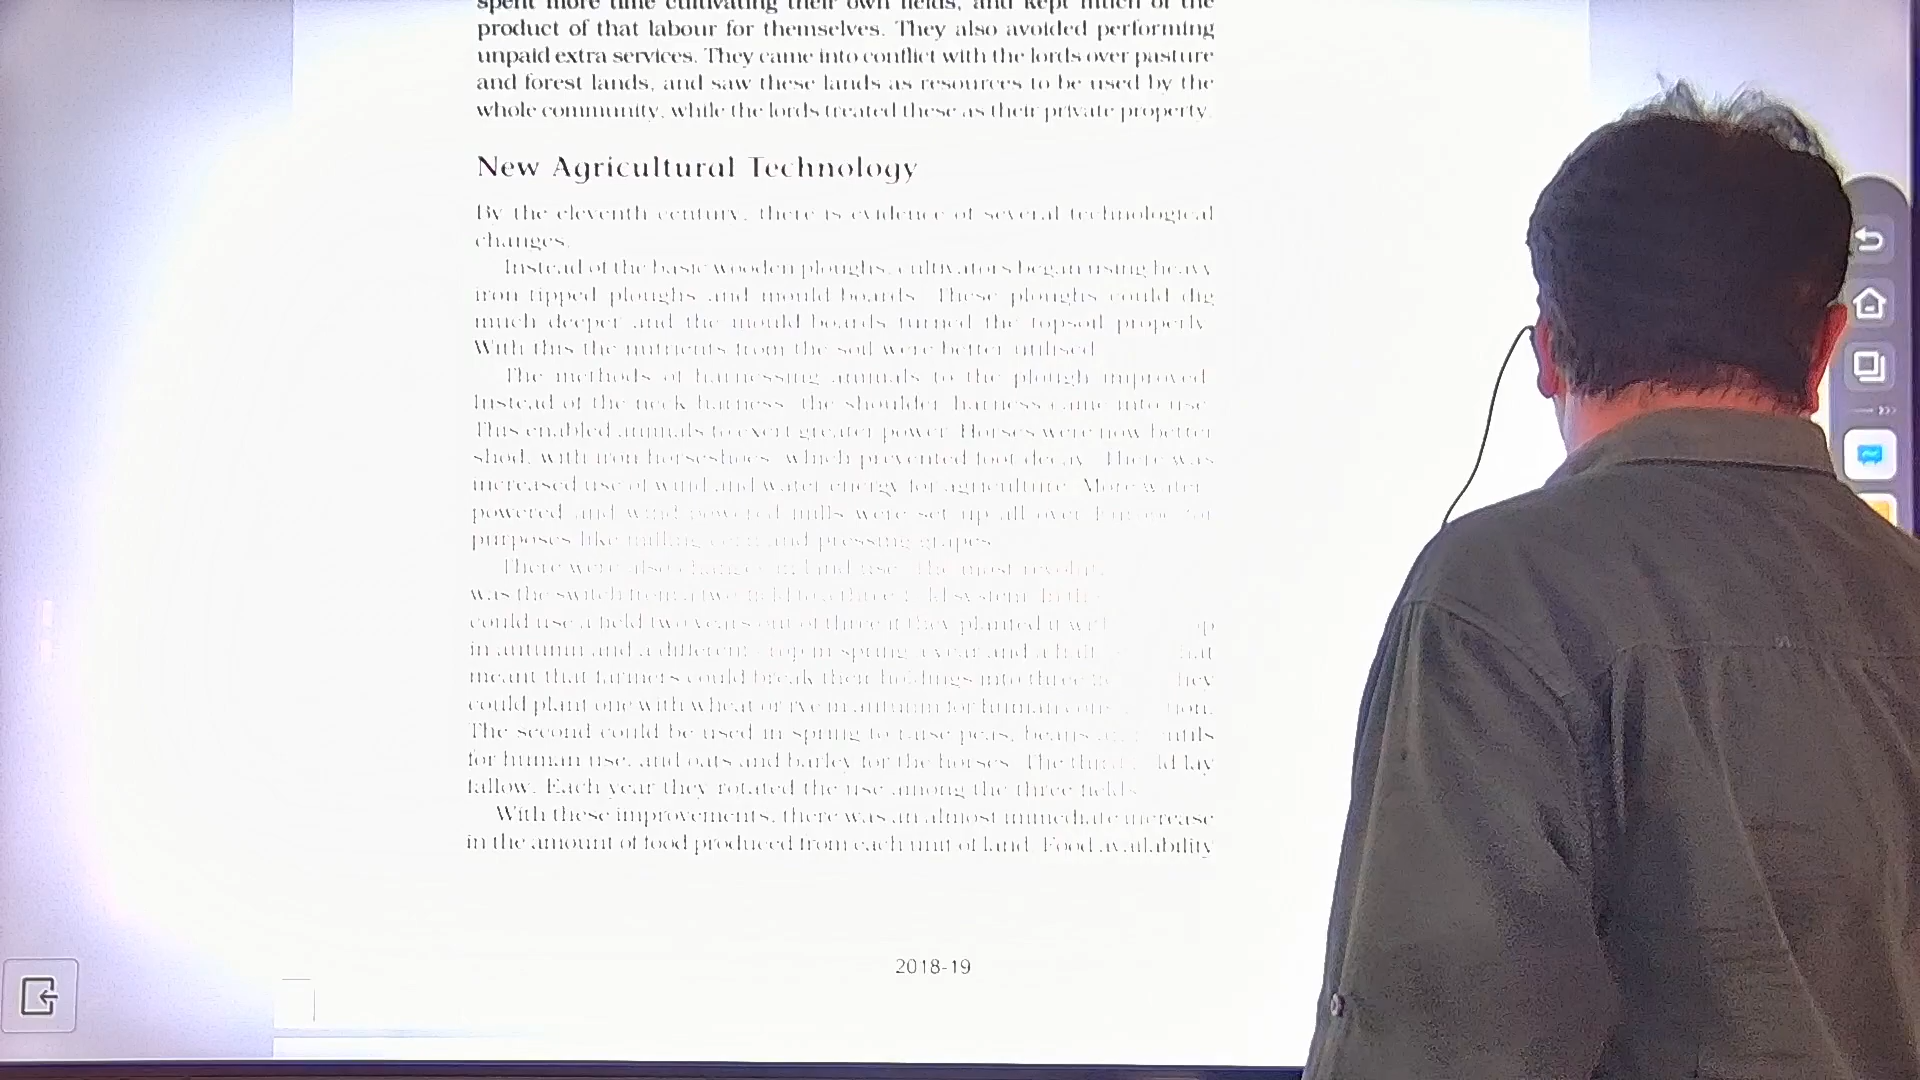 spent more time cultivating their own fields, and kept much of the
product of that labour for themselves. They also avoided performing
unpaid extra services. They came into conflict with the lords over pasture
and forest lands, and saw these lands as resources to be used by the
whole community, while the lords treated these as their private property.
New Agricultural Technology
By the eleventh century, there is evidence of several technological
changes.
Instead of the basic wooden ploughs, cultivators began using heavy
iron-tipped ploughs and mould-boards. These ploughs could dig
much deeper and the mould-boards turned the topsoil properly.
With this the nutrients from the soil were better utilised.
The methods of harnessing animals to the plough improved.
Instead of the neck-harness, the shoulder-harness came into use.
This enabled animals to exert greater power. Horses were now better
shod, with iron horseshoes, which prevented foot decay. There was
increased use of wind and water energy for agriculture. More water-
powered and wind-powered mills were set up all over Europe for
purposes like milling corn and pressing grapes.
There were also changes in land use. The most
was the switch from a two-field to a three-field system. In
could use a field two years out of three if they planted it
in autumn and a different crop in spring a year and a half
meant that farmers could break their holdings into three
could plant one with wheat or rye in autumn for human
The second could be used in spring to raise peas, beans
for human use, and oats and barley for the horses. The lay
fallow. Each year they rotated the use among the three fields.
With these improvements, there was an almost immediate increase
in the amount of food produced from each unit of land. Food availability
2018-19